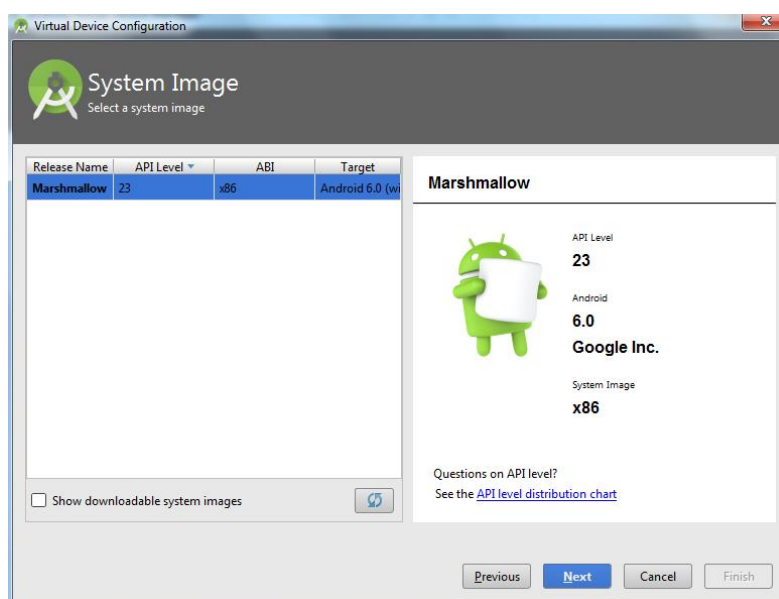 Virtual Device Configuration
System Image
Select a system image
Release Name API Level ABI Target
Marshmallow 23 x86 Android 6.0 (wi
Show downloadable system images
Marshmallow
API Level
23
Android
6.0
Google Inc.
System Image
x86
Questions on API level?
See the API level distribution chart
Previous Next Cancel Finish